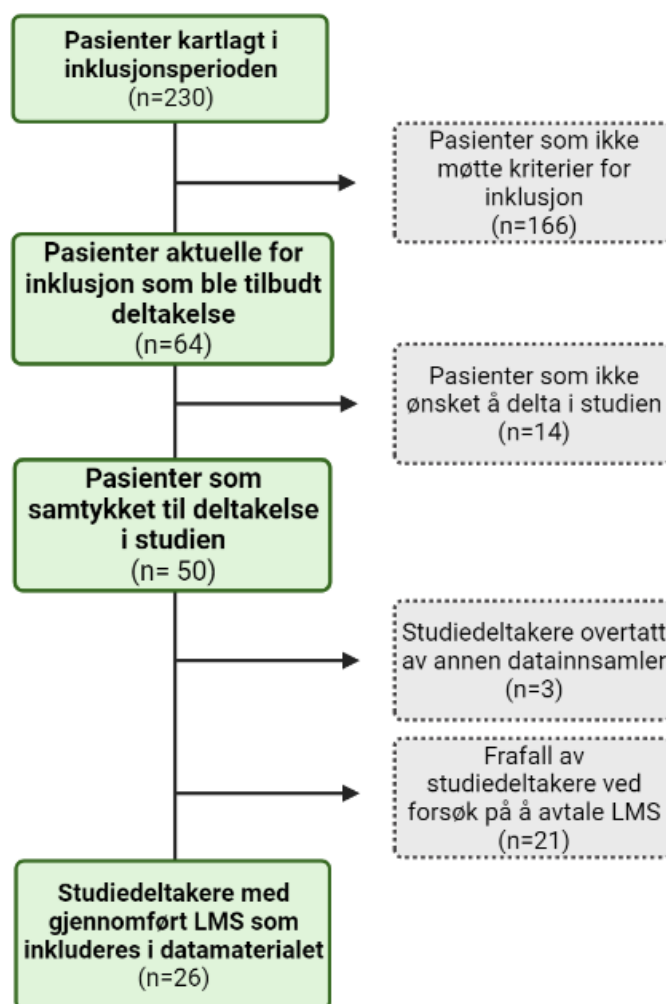 Pasienter kartlagt i
inklusjonsperioden
(n=230)
Pasienter som ikke
møtte kriterier for
inklusjon
(n=166)
Pasienter aktuelle for
inklusjon som ble tilbudt
deltakelse
(n=64)
Pasienter som ikke
ønsket å delta i studien
(n=14)
Pasienter som
samtykket til deltakelse
i studien
(n= 50)
Studiedeltakere overtatt
av annen datainnsamler
(n=3)
Frafall av
studiedeltakere ved
forsøk på å avtale LMS
(n=21)
Studiedeltakere med
gjennomført LMS som
inkluderes i datamaterialet
(n=26)